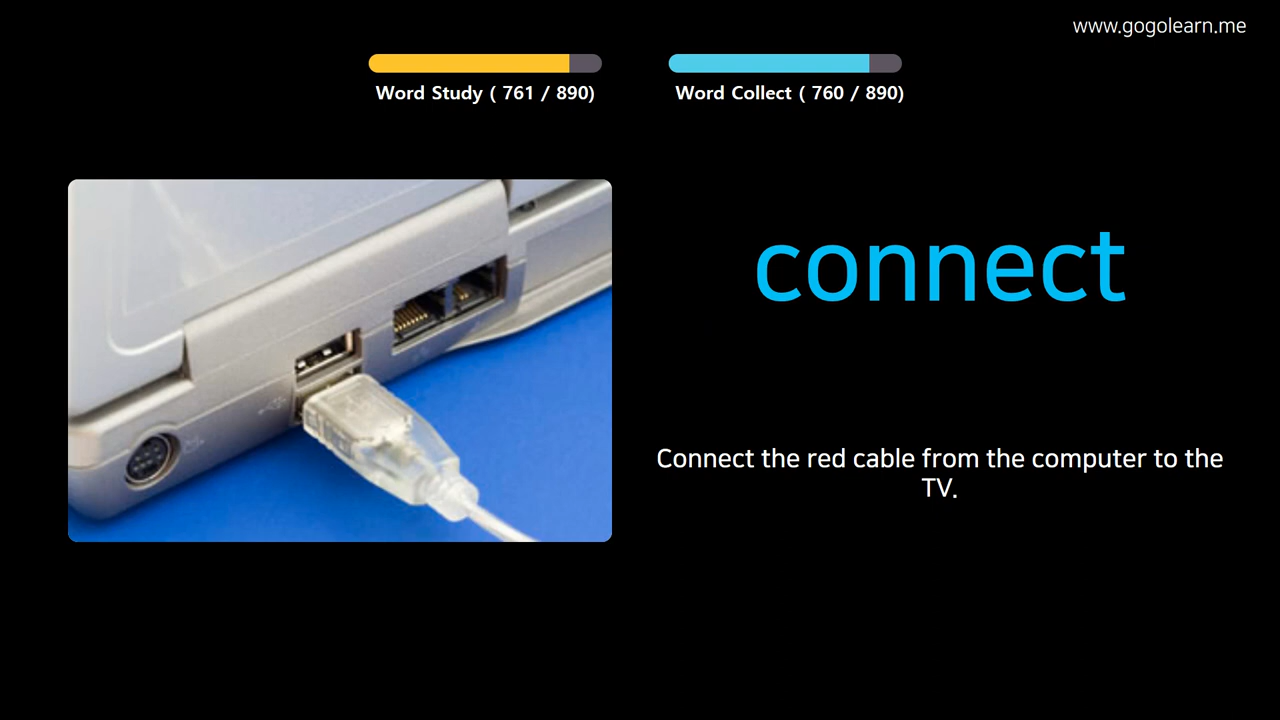 www.gogolearn.me
Word Study ( 761 / 890)
Word Collect ( 760 / 890)
connect
Connect the red cable from the computer to the
TV.